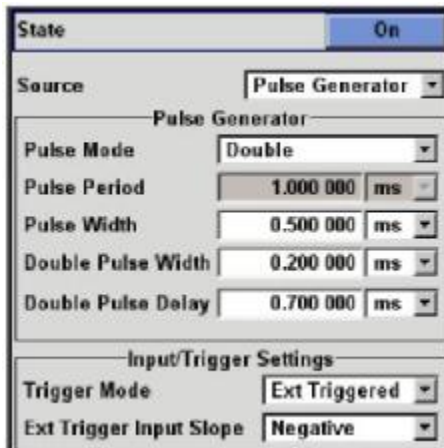 State On
Source Pulse Generator
Pulse Generator
Pulse Mode Double
Pulse Period 1.000 000 ms
Pulse Width 0.500 000 ms
Double Pulse Width 0.200 000 ms
Double Pulse Delay 0.700 000 ms
Input/Trigger Settings
Trigger Mode Ext Triggered
Ext Trigger Input Slope Negative